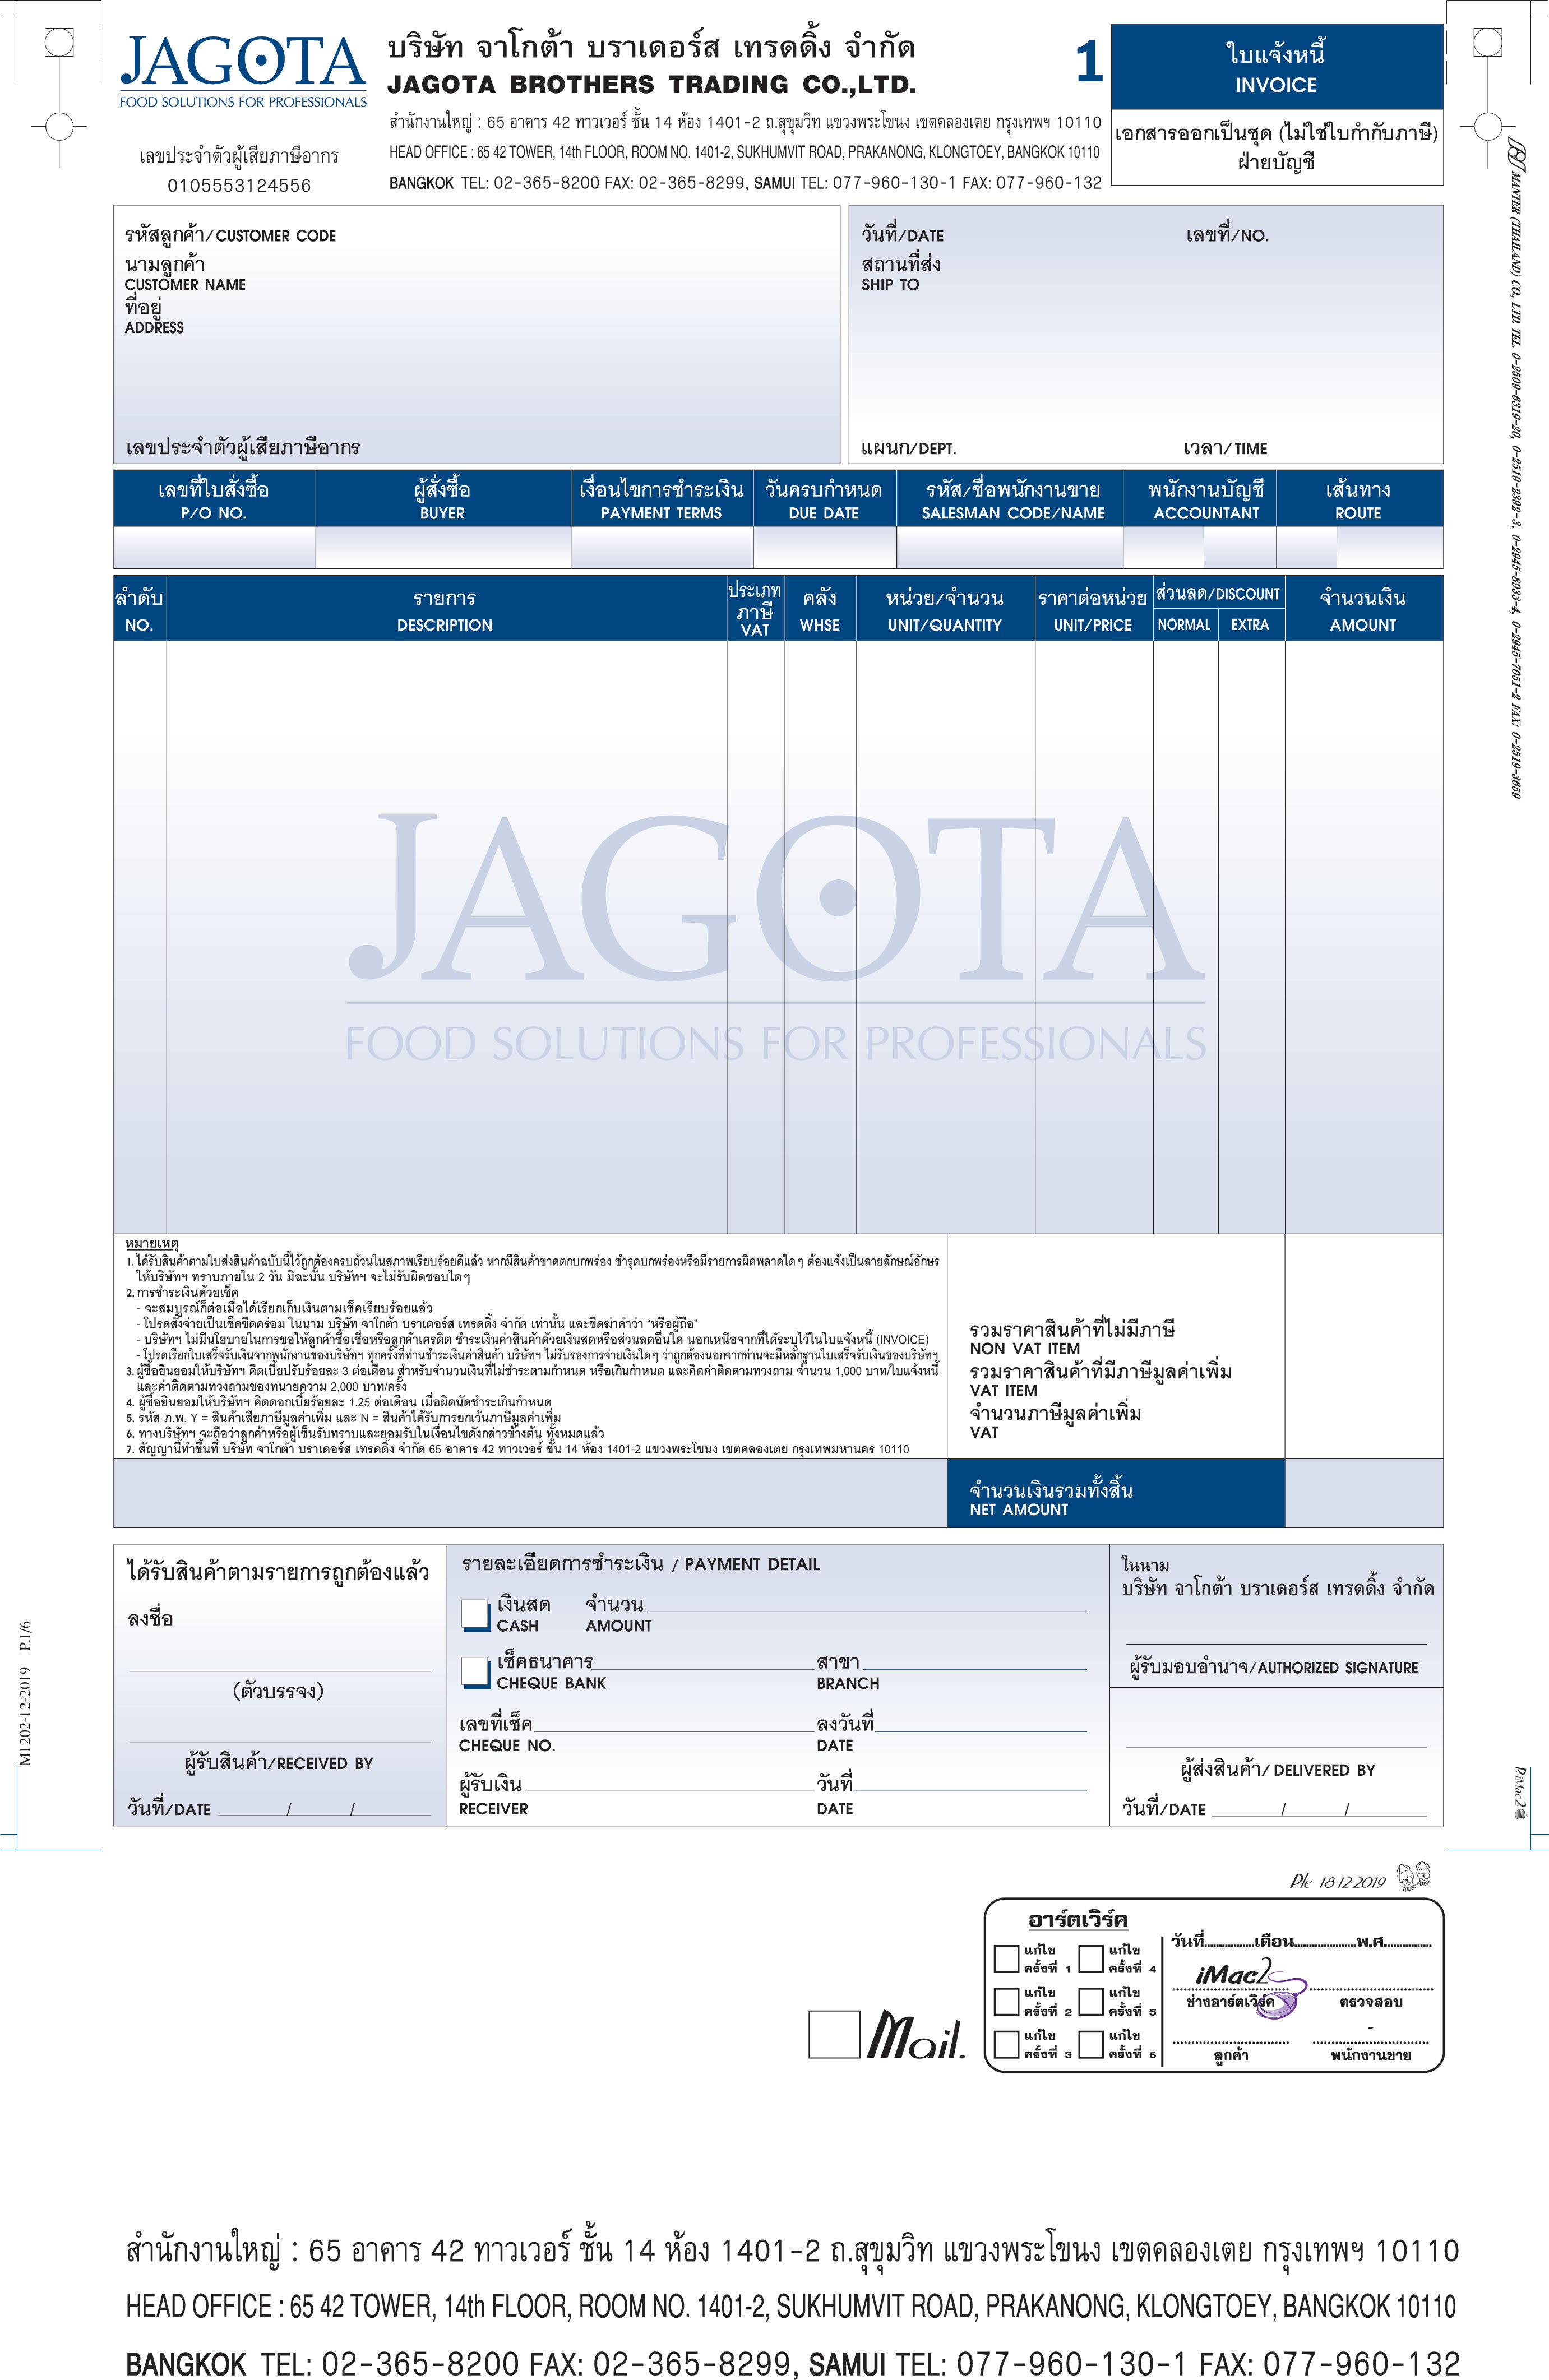 JAGOTA
FOOD SOLUTIONS FOR PROFESSIONALS
เลขประจำตัวผู้เสียภาษีอากร
0105553124556
บริษัท จาโกต้า บราเดอร์ส เทรดดิ้ง จำกัด
JAGOTA BROTHERS TRADING CO.,LTD.
สำนักงานใหญ่ : 65 อาคาร 42 ทาวเวอร์ ชั้น 14 ห้อง 1401-2 ถ.สุขุมวิท แขวงพระโขนง เขตคลองเตย กรุงเทพฯ 10110
HEAD OFFICE : 65 42 TOWER, 14th FLOOR, ROOM NO. 1401-2, SUKHUMVIT ROAD, PRAKANONG, KLONGTOEY, BANGKOK 10110
BANGKOK TEL: 02-365-8200 FAX: 02-365-8299, SAMUI TEL: 077-960-130-1 FAX: 077-960-132
1
ใบแจ้งหนี้
INVOICE
เอกสารออกเป็นชุด (ไม่ใช่ใบกำกับภาษี)
ฝ่ายบัญชี
MANTER (THAILAND) CO., LTD. TEL. 0-2509-6319-20, 0-2519-2392-3, 0-2945-8933-4, 0-2945-7051-2 FAX: 0-2519-3659
รหัสลูกค้า/CUSTOMER CODE
นามลูกค้า
CUSTOMER NAME
ที่อยู่
ADDRESS
เลขประจำตัวผู้เสียภาษีอากร
วันที่/DATE เลขที่/NO.
สถานที่ส่ง
SHIP TO
แผนก/DEPT. เวลา/TIME
เลขที่ใบสั่งซื้อ ผู้สั่งซื้อ เงื่อนไขการชำระเงิน วันครบกำหนด รหัส/ชื่อพนักงานขาย พนักงานบัญชี เส้นทาง
P/O NO. BUYER PAYMENT TERMS DUE DATE SALESMAN CODE/NAME ACCOUNTANT ROUTE
ลำดับ รายการ ประเภทภาษี คลัง หน่วย/จำนวน ราคาต่อหน่วย ส่วนลด/DISCOUNT จำนวนเงิน
NO. DESCRIPTION VAT WHSE UNIT/QUANTITY UNIT/PRICE NORMAL EXTRA AMOUNT
JAGOTA
FOOD SOLUTIONS FOR PROFESSIONALS
หมายเหตุ
1. ได้รับสินค้าตามใบส่งสินค้าฉบับนี้ไว้ถูกต้องครบถ้วนในสภาพเรียบร้อยดีแล้ว หากมีสินค้าขาดตกบกพร่อง ชำรุดบกพร่องหรือมีรายการผิดพลาดใดๆ ต้องแจ้งเป็นลายลักษณ์อักษร
ให้บริษัทฯ ทราบภายใน 2 วัน มิฉะนั้น บริษัทฯ จะไม่รับผิดชอบใดๆ
2. การชำระเงินด้วยเช็ค
- จะสมบูรณ์ก็ต่อเมื่อได้เรียกเก็บเงินตามเช็คเรียบร้อยแล้ว
- โปรดสั่งจ่ายเป็นเช็คขีดคร่อม ในนาม บริษัท จาโกต้า บราเดอร์ส เทรดดิ้ง จำกัด เท่านั้น และขีดฆ่าคำว่า “หรือผู้ถือ”
- บริษัทฯ ไม่มีนโยบายในการขอให้ลูกค้าซื้อเชื่อหรือลูกค้าเครดิต ชำระเงินค่าสินค้าด้วยเงินสดหรือส่วนลดอื่นใด นอกเหนือจากที่ได้ระบุไว้ในใบแจ้งหนี้ (INVOICE)
- โปรดเรียกใบเสร็จรับเงินจากพนักงานของบริษัทฯ ทุกครั้งที่ท่านชำระเงินค่าสินค้า บริษัทฯ ไม่รับรองการจ่ายเงินใดๆ ว่าถูกต้องนอกจากท่านจะมีหลักฐานใบเสร็จรับเงินของบริษัทฯ
3. ผู้ซื้อยินยอมให้บริษัทฯ คิดเบี้ยปรับร้อยละ 3 ต่อเดือน สำหรับจำนวนเงินที่ไม่ชำระตามกำหนด หรือเกินกำหนด และคิดค่าติดตามทวงถาม จำนวน 1,000 บาท/ใบแจ้งหนี้
และค่าติดตามทวงถามของทนายความ 2,000 บาท/ครั้ง
4. ผู้ซื้อยินยอมให้บริษัทฯ คิดดอกเบี้ยร้อยละ 1.25 ต่อเดือน เมื่อผิดนัดชำระเกินกำหนด
5. รหัส ภ.พ. Y = สินค้าเสียภาษีมูลค่าเพิ่ม และ N = สินค้าได้รับการยกเว้นภาษีมูลค่าเพิ่ม
6. ทางบริษัทฯ จะถือว่าลูกค้าหรือผู้เซ็นรับทราบและยอมรับในเงื่อนไขดังกล่าวข้างต้น ทั้งหมดแล้ว
7. สัญญานี้ทำขึ้นที่ บริษัท จาโกต้า บราเดอร์ส เทรดดิ้ง จำกัด 65 อาคาร 42 ทาวเวอร์ ชั้น 14 ห้อง 1401-2 แขวงพระโขนง เขตคลองเตย กรุงเทพมหานคร 10110
รวมราคาสินค้าที่ไม่มีภาษี
NON VAT ITEM
รวมราคาสินค้าที่มีภาษีมูลค่าเพิ่ม
VAT ITEM
จำนวนภาษีมูลค่าเพิ่ม
VAT
จำนวนเงินรวมทั้งสิ้น
NET AMOUNT
ได้รับสินค้าตามรายการถูกต้องแล้ว
ลงชื่อ
(ตัวบรรจง)
ผู้รับสินค้า/RECEIVED BY
วันที่/DATE / /
รายละเอียดการชำระเงิน / PAYMENT DETAIL
เงินสด จำนวน
CASH AMOUNT
เช็คธนาคาร สาขา
CHEQUE BANK BRANCH
เลขที่เช็ค ลงวันที่
CHEQUE NO. DATE
ผู้รับเงิน วันที่
RECEIVER DATE
ในนาม
บริษัท จาโกต้า บราเดอร์ส เทรดดิ้ง จำกัด
ผู้รับมอบอำนาจ/AUTHORIZED SIGNATURE
ผู้ส่งสินค้า/ DELIVERED BY
วันที่/DATE / /
M1202-12-2019 P.1/6
P.iMac2
Ple 18-12-2019
Mail.
อาร์ตเวิร์ค
แก้ไข แก้ไข
ครั้งที่ 1 ครั้งที่ 4
แก้ไข แก้ไข
ครั้งที่ 2 ครั้งที่ 5
แก้ไข แก้ไข
ครั้งที่ 3 ครั้งที่ 6
วันที่................เดือน....................พ.ศ...............
iMac2
ช่างอาร์ตเวิร์ค ตรวจสอบ
-
ลูกค้า พนักงานขาย
สำนักงานใหญ่ : 65 อาคาร 42 ทาวเวอร์ ชั้น 14 ห้อง 1401-2 ถ.สุขุมวิท แขวงพระโขนง เขตคลองเตย กรุงเทพฯ 10110
HEAD OFFICE : 65 42 TOWER, 14th FLOOR, ROOM NO. 1401-2, SUKHUMVIT ROAD, PRAKANONG, KLONGTOEY, BANGKOK 10110
BANGKOK TEL: 02-365-8200 FAX: 02-365-8299, SAMUI TEL: 077-960-130-1 FAX: 077-960-132